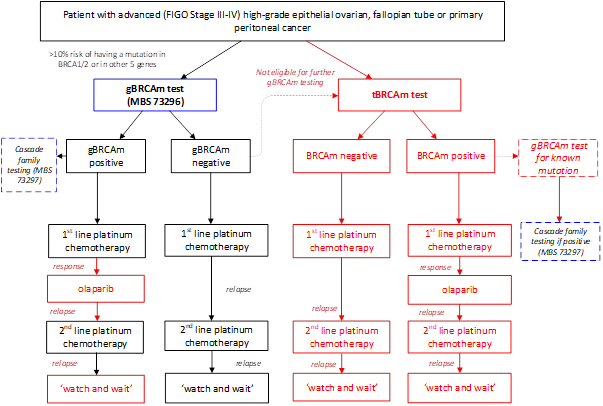 Patient with advanced (FIGO Stage III-IV) high-grade epithelial ovarian, fallopian tube or primary
peritoneal cancer
>10% risk of having a mutation in
BRCA1/2 or in other 5 genes
Not eligible for further
gBRCAm testing
gBRCAm test
(MBS 73296)
tBRCAm test
Cascade
family
testing (MBS
73297)
gBRCAm
positive
gBRCAm
negative
BRCAm negative
BRCAm positive
gBRCAm test
for known
mutation
1st line platinum
chemotherapy
1st line platinum
chemotherapy
1st line platinum
chemotherapy
1st line platinum
chemotherapy
Cascade family
testing if positive
(MBS 73297)
response
response
olaparib
relapse
relapse
olaparib
relapse
relapse
2nd line platinum
chemotherapy
2nd line platinum
chemotherapy
2nd line platinum
chemotherapy
2nd line platinum
chemotherapy
relapse
relapse
relapse
relapse
‘watch and wait’
‘watch and wait’
‘watch and wait’
‘watch and wait’